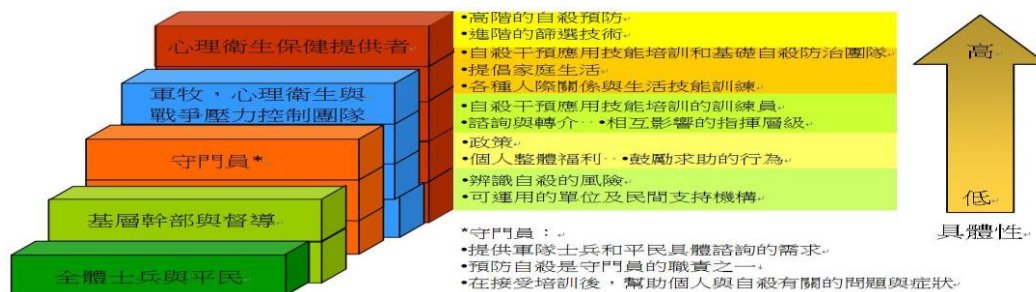 心理衛生保健提供者
軍牧，心理衛生與
戰爭壓力控制團隊
守門員*
基層幹部與督導
全體士兵與平民
•高階的自殺預防
•進階的篩選技術
•自殺干預應用技能培訓和基礎自殺防治團隊
•提倡家庭生活
•各種人際關係與生活技能訓練
•自殺干預應用技能培訓的訓練員
•諮詢與轉介 •相互影響的指揮層級
•政策
•個人整體福利 •鼓勵求助的行為
•辨識自殺的風險
•可運用的單位及民間支持機構
*守門員：
•提供軍隊士兵和平民具體諮詢的需求
•預防自殺是守門員的職責之一
•在接受培訓後，幫助個人與自殺有關的問題與症狀
高
低
具體性